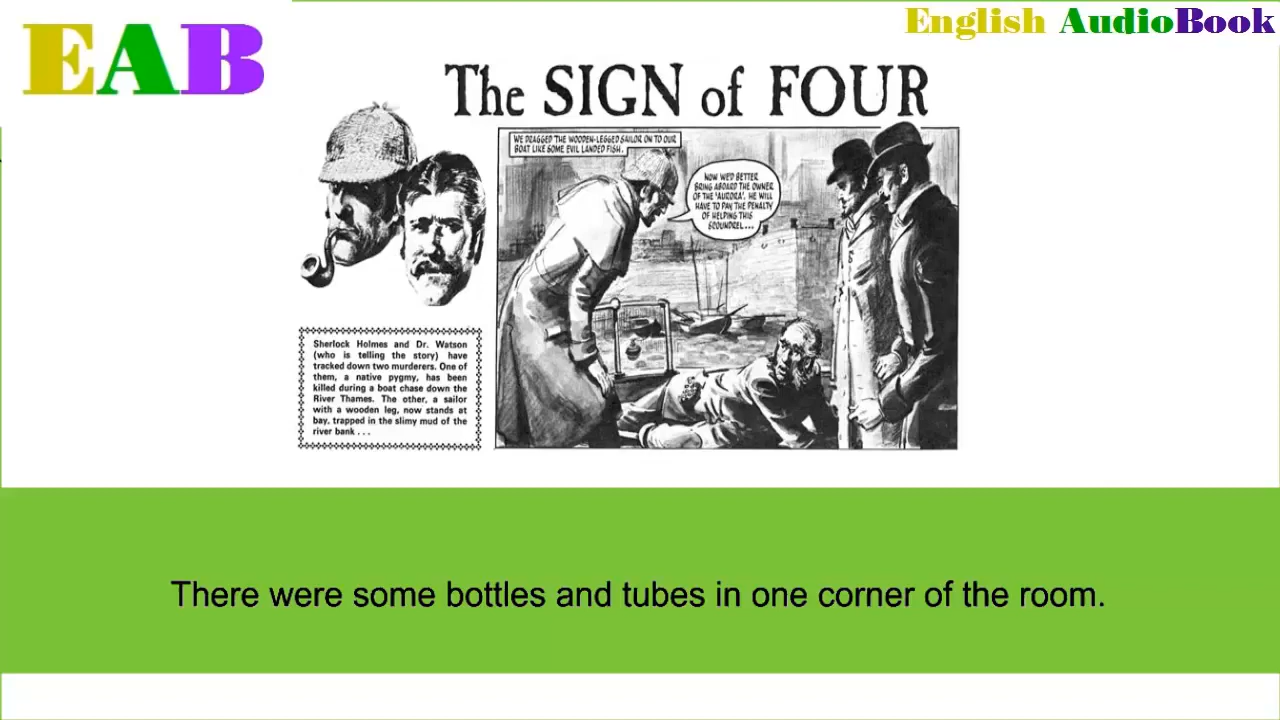 EAB
English AudioBook
The SIGN of FOUR
WE DRAGGED THE WOODEN-LEGGED SAILOR ON TO OUR
BOAT LIKE SOME EVIL LANDED FISH.
NOW WE'D BETTER
BRING ABOARD THE OWNER
OF THE 'AURORA'. HE WILL
HAVE TO PAY THE PENALTY
OF HELPING THIS
SCOUNDREL...
Sherlock Holmes and Dr. Watson
(who is telling the story) have
tracked down two murderers. One of
them, a native pygmy, has been
killed during a boat chase down the
River Thames. The other, a sailor
with a wooden leg, now stands at
bay, trapped in the slimy mud of the
river bank . . .
There were some bottles and tubes in one corner of the room.